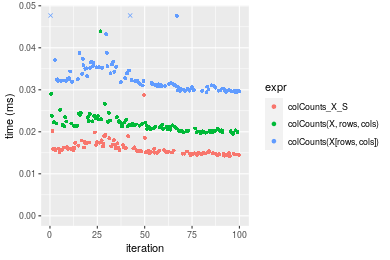 0.05
0.04
0.03
0.02
0.01
0.00
time (ms)
0
25
50
75
100
iteration
expr
colCounts_X_S
colCounts(X, rows, cols)
colCounts(X[rows, cols])